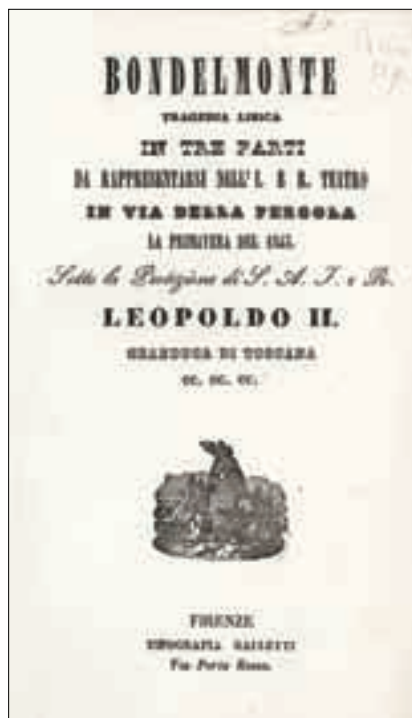 BONDELMONTE
TRAGEDIA LIRICA
IN TRE PARTI
DA RAPPRESENTARSI NELL' I. E R. TEATRO
IN VIA DELLA PERGOLA
LA PRIMAVERA DEL
Sotto la Protezione di S. A. I. e R.
LEOPOLDO II.
GRANDUCA DI TOSCANA
EC. EC. EC.
FIRENZE
TIPOGRAFIA GALLETTI
Via Porta Rossa.